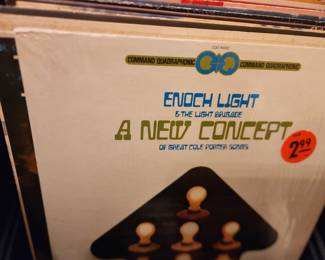 COMMAND QUADRAPHONIC COMMAND QUADRAPHONIC
ENOCH LIGHT
& THE LIGHT BRIGADE
A NEW CONCEPT
OF GREAT COLE PORTER SONGS
2.99